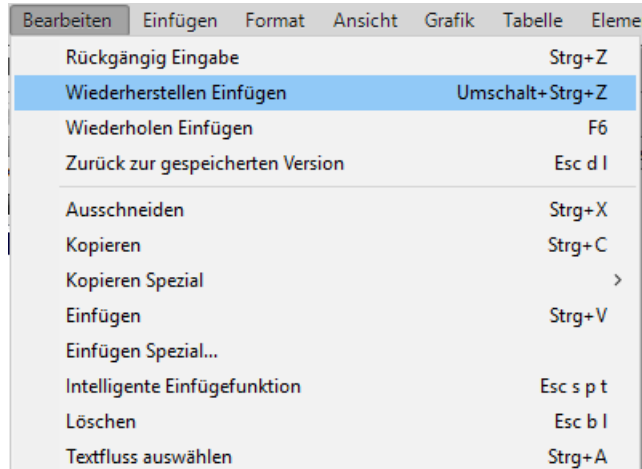 Bearbeiten Einfügen Format Ansicht Grafik Tabelle Eleme
Rückgängig Eingabe Strg+Z
Wiederherstellen Einfügen Umschalt+Strg+Z
Wiederholen Einfügen F6
Zurück zur gespeicherten Version Esc d l
Ausschneiden Strg+X
Kopieren Strg+C
Kopieren Spezial
Einfügen Strg+V
Einfügen Spezial...
Intelligente Einfügefunktion Esc s p t
Löschen Esc b l
Textfluss auswählen Strg+A